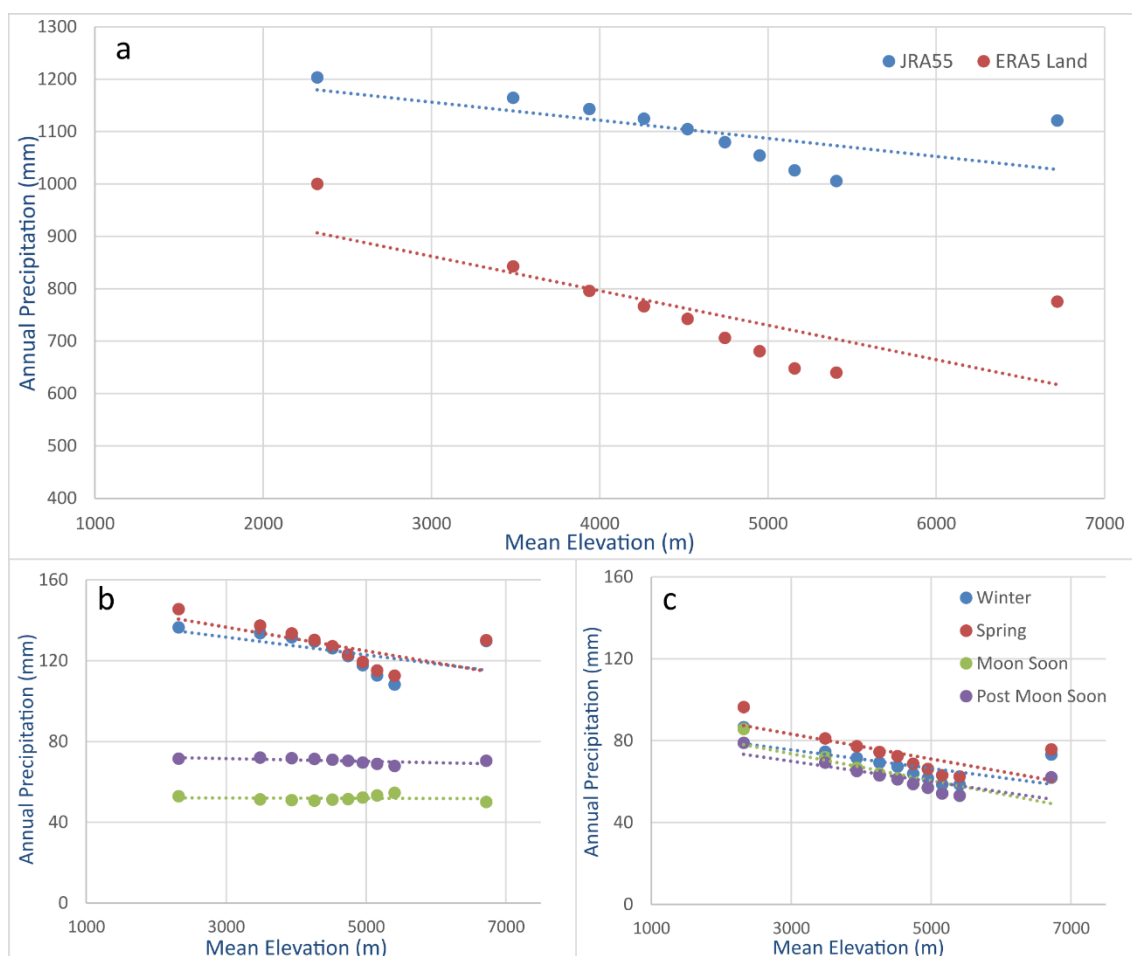 a
JRA55
ERA5 Land
Annual Precipitation (mm)
1300
1200
1100
1000
900
800
700
600
500
400
1000
2000
3000
4000
5000
6000
7000
Mean Elevation (m)
b
Annual Precipitation (mm)
160
120
80
40
0
1000
3000
5000
7000
Mean Elevation (m)
c
Winter
Spring
Moon Soon
Post Moon Soon
Annual Precipitation (mm)
160
120
80
40
0
1000
3000
5000
7000
Mean Elevation (m)